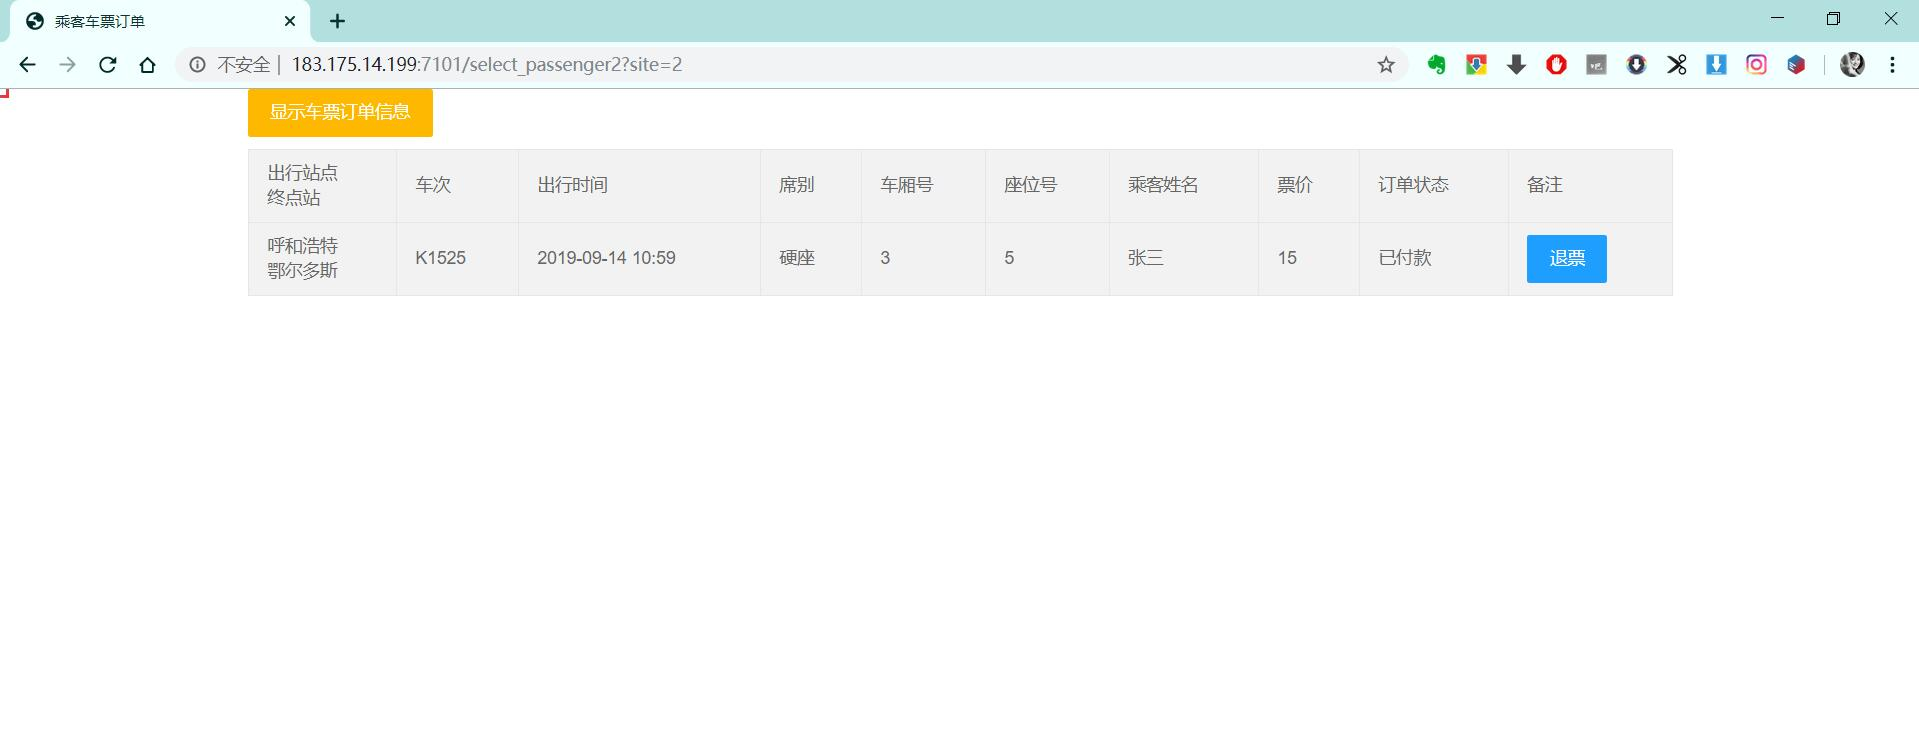 乘客车票订单
不安全 | 183.175.14.199:7101/select_passenger2?site=2
显示车票订单信息
出行站点
终点站
车次
出行时间
席别
车厢号
座位号
乘客姓名
票价
订单状态
备注
呼和浩特
鄂尔多斯
K1525
2019-09-14 10:59
硬座
3
5
张三
15
已付款
退票